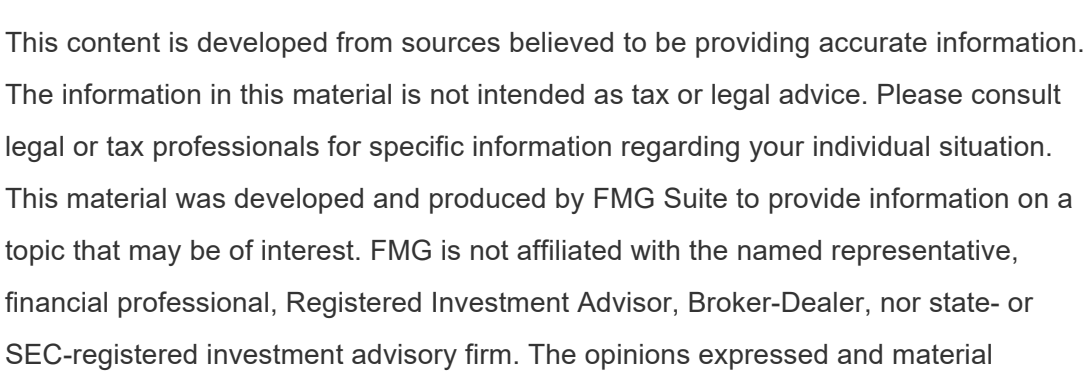 This content is developed from sources believed to be providing accurate information.
The information in this material is not intended as tax or legal advice. Please consult
legal or tax professionals for specific information regarding your individual situation.
This material was developed and produced by FMG Suite to provide information on a
topic that may be of interest. FMG is not affiliated with the named representative,
financial professional, Registered Investment Advisor, Broker-Dealer, nor state- or
SEC-registered investment advisory firm. The opinions expressed and material